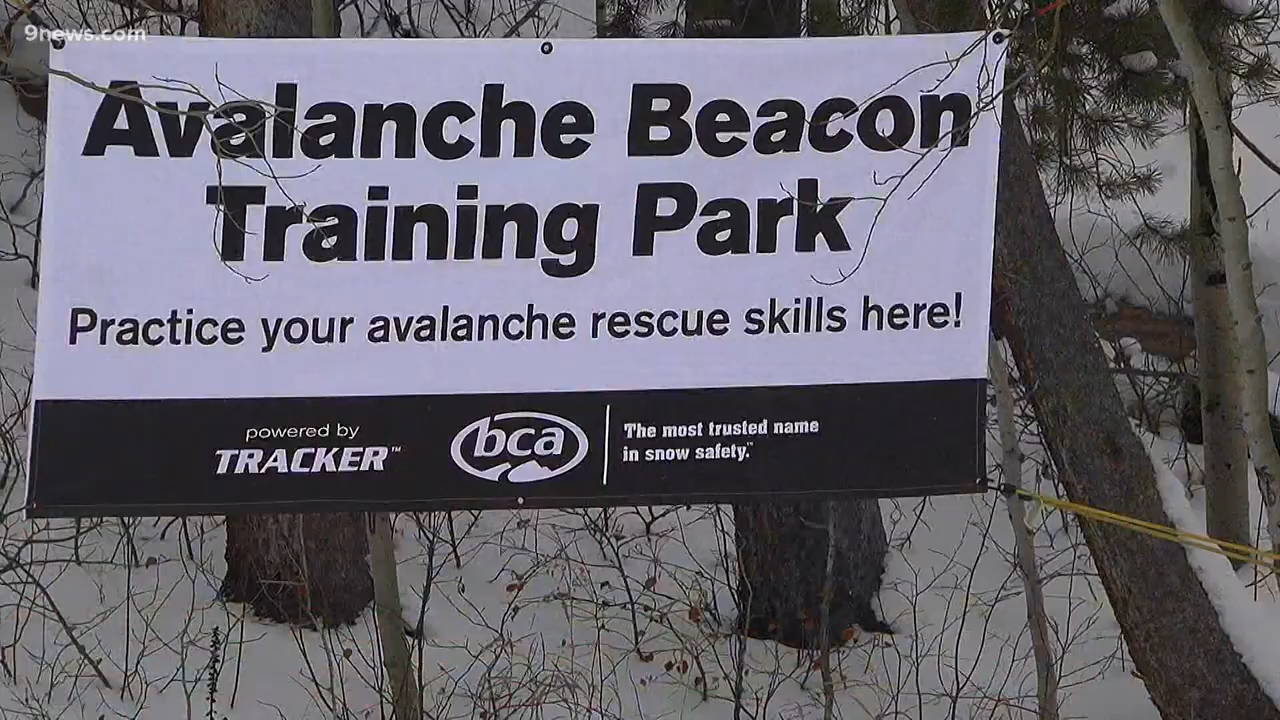 9news.com
Avalanche Beacon
Training Park
Practice your avalanche rescue skills here!
powered by
TRACKER™
bca
The most trusted name
in snow safety.™